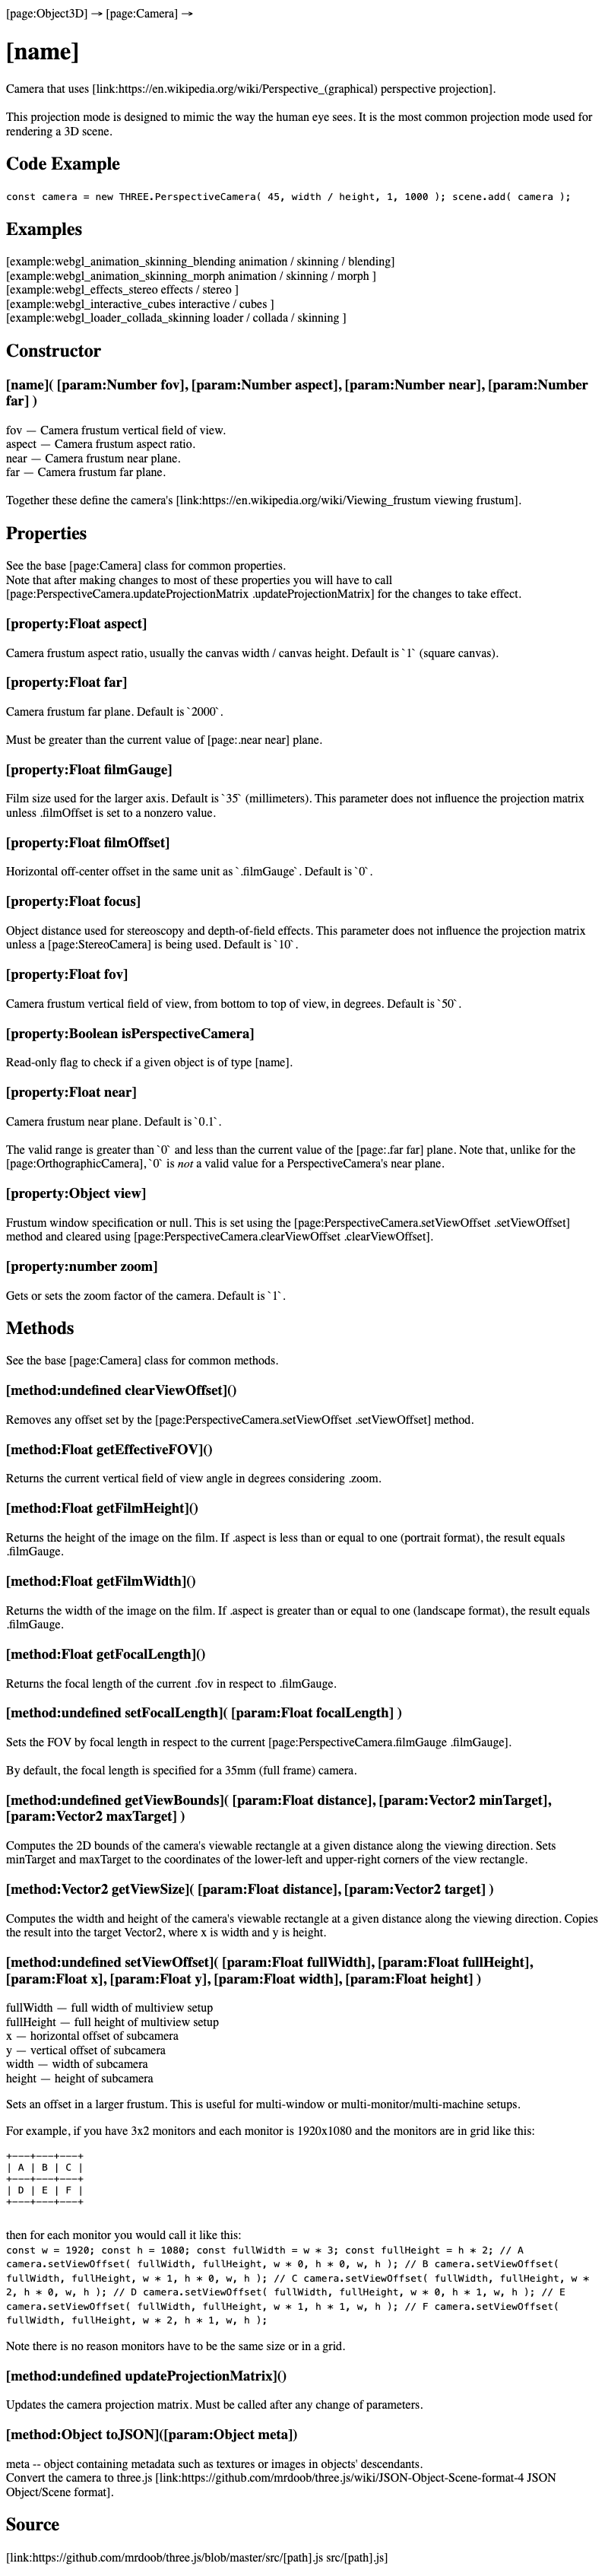 [page:Object3D] → [page:Camera] →
[name]
Camera that uses [link:https://en.wikipedia.org/wiki/Perspective_(graphical) perspective projection].
This projection mode is designed to mimic the way the human eye sees. It is the most common projection mode used for
rendering a 3D scene.
Code Example
const camera = new THREE.PerspectiveCamera( 45, width / height, 1, 1000 ); scene.add( camera );
Examples
[example:webgl_animation_skinning_blending animation / skinning / blending]
[example:webgl_animation_skinning_morph animation / skinning / morph ]
[example:webgl_effects_stereo effects / stereo ]
[example:webgl_interactive_cubes interactive / cubes ]
[example:webgl_loader_collada_skinning loader / collada / skinning ]
Constructor
[name]( [param:Number fov], [param:Number aspect], [param:Number near], [param:Number
far] )
fov — Camera frustum vertical field of view.
aspect — Camera frustum aspect ratio.
near — Camera frustum near plane.
far — Camera frustum far plane.
Together these define the camera's [link:https://en.wikipedia.org/wiki/Viewing_frustum viewing frustum].
Properties
See the base [page:Camera] class for common properties.
Note that after making changes to most of these properties you will have to call
[page:PerspectiveCamera.updateProjectionMatrix .updateProjectionMatrix] for the changes to take effect.
[property:Float aspect]
Camera frustum aspect ratio, usually the canvas width / canvas height. Default is `1` (square canvas).
[property:Float far]
Camera frustum far plane. Default is `2000`.
Must be greater than the current value of [page:.near near] plane.
[property:Float filmGauge]
Film size used for the larger axis. Default is `35` (millimeters). This parameter does not influence the projection matrix
unless .filmOffset is set to a nonzero value.
[property:Float filmOffset]
Horizontal off-center offset in the same unit as `.filmGauge`. Default is `0`.
[property:Float focus]
Object distance used for stereoscopy and depth-of-field effects. This parameter does not influence the projection matrix
unless a [page:StereoCamera] is being used. Default is `10`.
[property:Float fov]
Camera frustum vertical field of view, from bottom to top of view, in degrees. Default is `50`.
[property:Boolean isPerspectiveCamera]
Read-only flag to check if a given object is of type [name].
[property:Float near]
Camera frustum near plane. Default is `0.1`.
The valid range is greater than `0` and less than the current value of the [page:.far far] plane. Note that, unlike for the
[page:OrthographicCamera], `0` is not a valid value for a PerspectiveCamera's near plane.
[property:Object view]
Frustum window specification or null. This is set using the [page:PerspectiveCamera.setViewOffset .setViewOffset]
method and cleared using [page:PerspectiveCamera.clearViewOffset .clearViewOffset].
[property:number zoom]
Gets or sets the zoom factor of the camera. Default is `1`.
Methods
See the base [page:Camera] class for common methods.
[method:undefined clearViewOffset]()
Removes any offset set by the [page:PerspectiveCamera.setViewOffset .setViewOffset] method.
[method:Float getEffectiveFOV]()
Returns the current vertical field of view angle in degrees considering .zoom.
[method:Float getFilmHeight]()
Returns the height of the image on the film. If .aspect is less than or equal to one (portrait format), the result equals
.filmGauge.
[method:Float getFilmWidth]()
Returns the width of the image on the film. If .aspect is greater than or equal to one (landscape format), the result equals
.filmGauge.
[method:Float getFocalLength]()
Returns the focal length of the current .fov in respect to .filmGauge.
[method:undefined setFocalLength]( [param:Float focalLength] )
Sets the FOV by focal length in respect to the current [page:PerspectiveCamera.filmGauge .filmGauge].
By default, the focal length is specified for a 35mm (full frame) camera.
[method:undefined getViewBounds]( [param:Float distance], [param:Vector2 minTarget],
[param:Vector2 maxTarget] )
Computes the 2D bounds of the camera's viewable rectangle at a given distance along the viewing direction. Sets
minTarget and maxTarget to the coordinates of the lower-left and upper-right corners of the view rectangle.
[method:Vector2 getViewSize]( [param:Float distance], [param:Vector2 target] )
Computes the width and height of the camera's viewable rectangle at a given distance along the viewing direction. Copies
the result into the target Vector2, where x is width and y is height.
[method:undefined setViewOffset]( [param:Float fullWidth], [param:Float fullHeight],
[param:Float x], [param:Float y], [param:Float width], [param:Float height] )
fullWidth — full width of multiview setup
fullHeight — full height of multiview setup
x — horizontal offset of subcamera
y — vertical offset of subcamera
width — width of subcamera
height — height of subcamera
Sets an offset in a larger frustum. This is useful for multi-window or multi-monitor/multi-machine setups.
For example, if you have 3x2 monitors and each monitor is 1920x1080 and the monitors are in grid like this:
+---+---+---+
| A | B | C |
+---+---+---+
| D | E | F |
+---+---+---+
then for each monitor you would call it like this:
const w = 1920; const h = 1080; const fullWidth = w * 3; const fullHeight = h * 2; // A
camera.setViewOffset( fullWidth, fullHeight, w * 0, h * 0, w, h ); // B camera.setViewOffset(
fullWidth, fullHeight, w * 1, h * 0, w, h ); // C camera.setViewOffset( fullWidth, fullHeight, w *
2, h * 0, w, h ); // D camera.setViewOffset( fullWidth, fullHeight, w * 0, h * 1, w, h ); // E
camera.setViewOffset( fullWidth, fullHeight, w * 1, h * 1, w, h ); // F camera.setViewOffset(
fullWidth, fullHeight, w * 2, h * 1, w, h );
Note there is no reason monitors have to be the same size or in a grid.
[method:undefined updateProjectionMatrix]()
Updates the camera projection matrix. Must be called after any change of parameters.
[method:Object toJSON]([param:Object meta])
meta -- object containing metadata such as textures or images in objects' descendants.
Convert the camera to three.js [link:https://github.com/mrdoob/three.js/wiki/JSON-Object-Scene-format-4 JSON
Object/Scene format].
Source
[link:https://github.com/mrdoob/three.js/blob/master/src/[path].js src/[path].js]